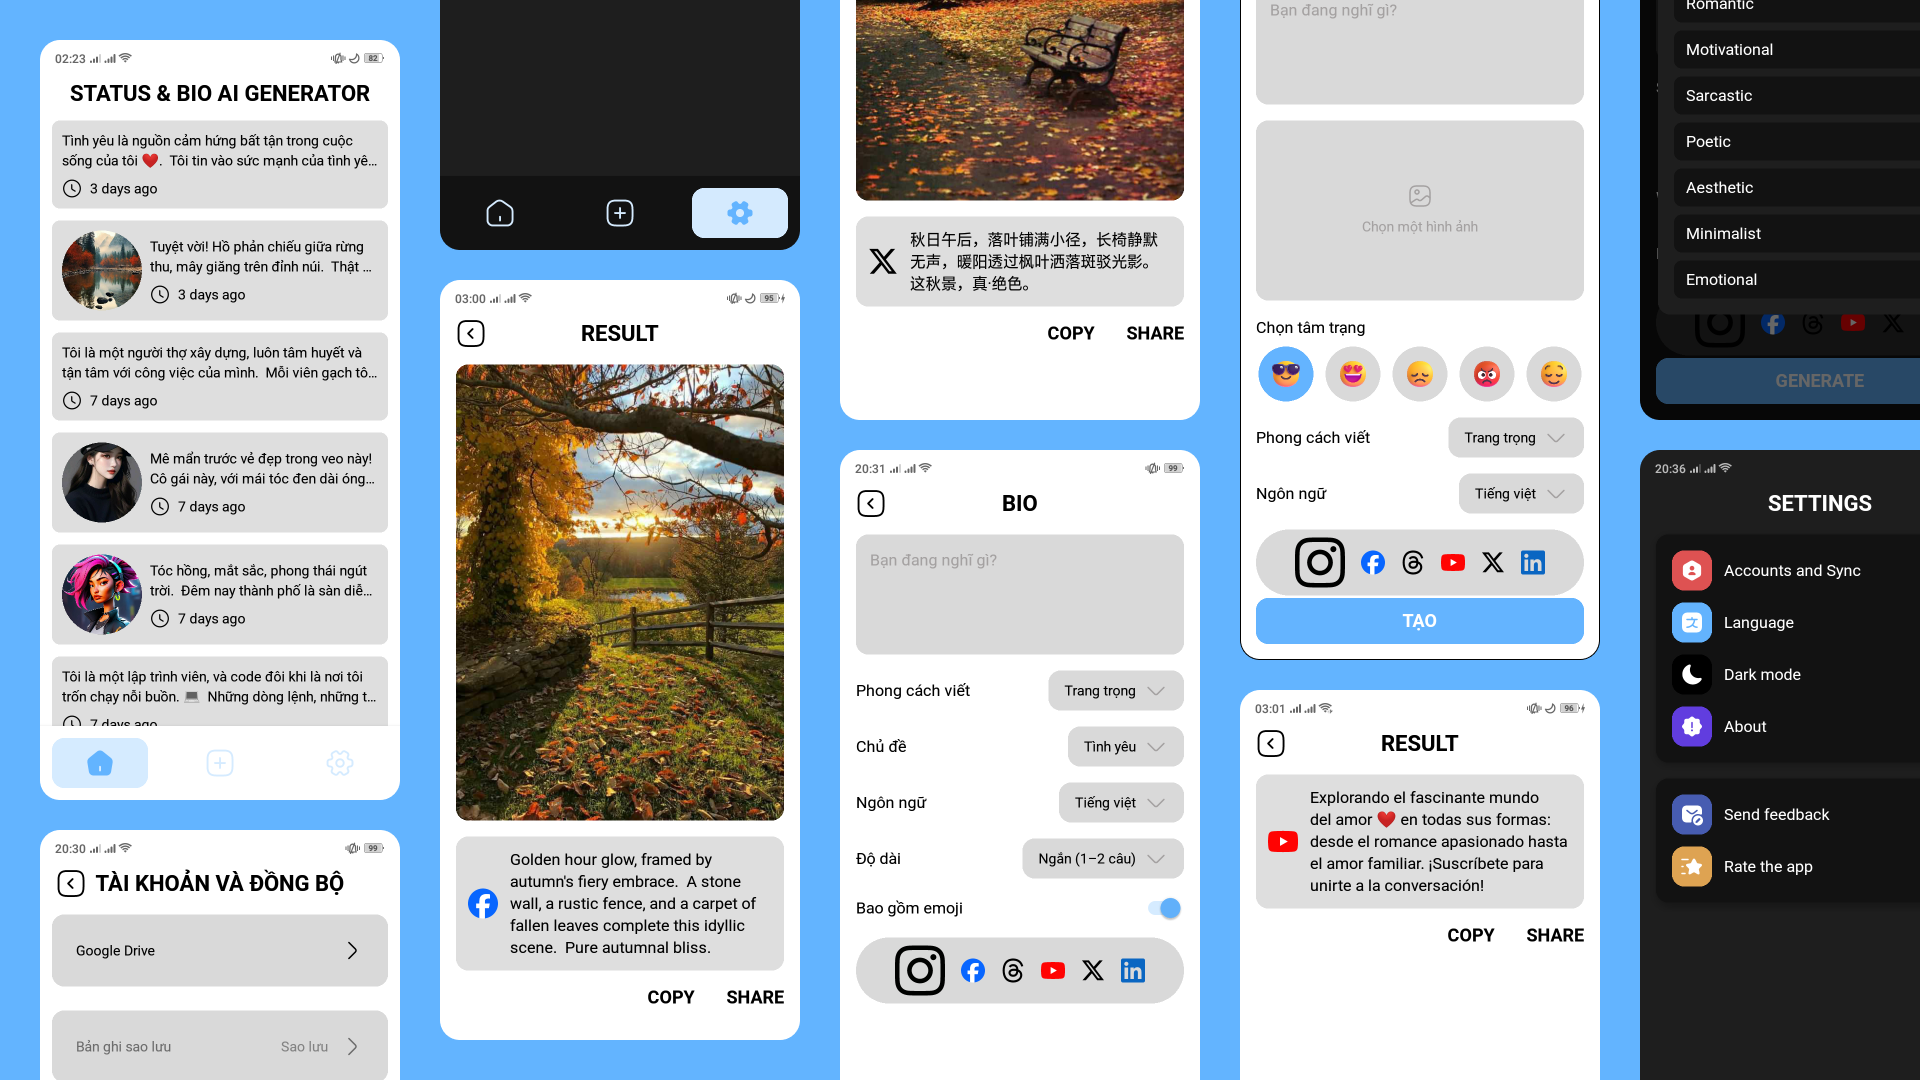 02:23
82
STATUS & BIO AI GENERATOR
Tình yêu là nguồn cảm hứng bất tận trong cuộc
sống của tôi ❤️. Tôi tin vào sức mạnh của tình yê...
3 days ago
Tuyệt vời! Hồ phản chiếu giữa rừng
thu, mây giăng trên đỉnh núi. Thật ...
3 days ago
Tôi là một người thợ xây dựng, luôn tâm huyết và
tận tâm với công việc của mình. Mỗi viên gạch tô...
7 days ago
Mê mẩn trước vẻ đẹp trong veo này!
Cô gái này, với mái tóc đen dài óng...
7 days ago
Tóc hồng, mắt sắc, phong thái ngút
trời. Đêm nay thành phố là sàn diễ...
7 days ago
Tôi là một lập trình viên, và code đôi khi là nơi tôi
trốn chạy nỗi buồn. 💻 Những dòng lệnh, những t...
7 days ago
20:30
99
TÀI KHOẢN VÀ ĐỒNG BỘ
Google Drive
Bản ghi sao lưu
Sao lưu
03:00
95
RESULT
Golden hour glow, framed by
autumn's fiery embrace. A stone
wall, a rustic fence, and a carpet of
fallen leaves complete this idyllic
scene. Pure autumnal bliss.
COPY SHARE
秋日午后，落叶铺满小径，长椅静默
无声，暖阳透过枫叶洒落斑驳光影。
这秋景，真·绝色。
COPY SHARE
20:31
99
BIO
Bạn đang nghĩ gì?
Phong cách viết
Trang trọng
Chủ đề
Tình yêu
Ngôn ngữ
Tiếng việt
Độ dài
Ngắn (1–2 câu)
Bao gồm emoji
Bạn đang nghĩ gì?
Chọn một hình ảnh
Chọn tâm trạng
Phong cách viết
Trang trọng
Ngôn ngữ
Tiếng việt
TẠO
03:01
96
RESULT
Explorando el fascinante mundo
del amor ❤️ en todas sus formas:
desde el romance apasionado hasta
el amor familiar. ¡Suscríbete para
unirte a la conversación!
COPY SHARE
Romantic
Motivational
Sarcastic
Poetic
Aesthetic
Minimalist
Emotional
GENERATE
20:36
SETTINGS
Accounts and Sync
Language
Dark mode
About
Send feedback
Rate the app